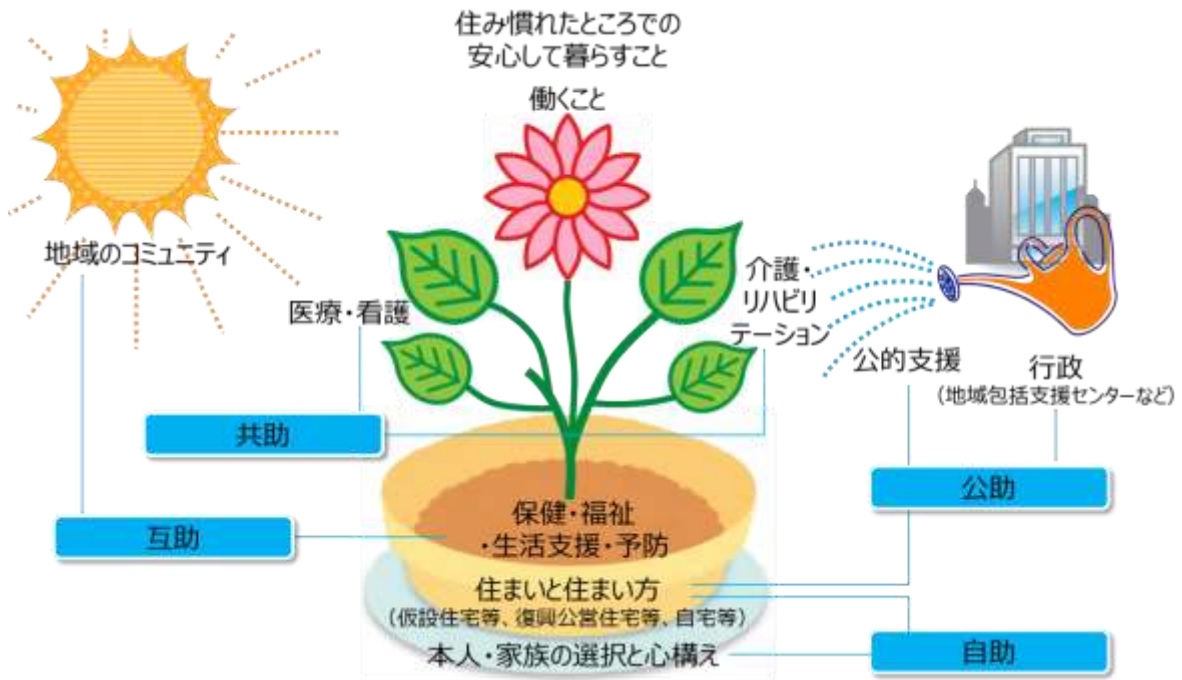 住み慣れたところでの
安心して暮らすこと
働くこと
地域のコミュニティ
医療・看護
介護・
リハビリ
テーション
公的支援
行政
（地域包括支援センターなど）
共助
公助
互助
保健・福祉
・生活支援・予防
住まいと住まい方
（仮設住宅等、復興公営住宅等、自宅等）
本人・家族の選択と心構え
自助